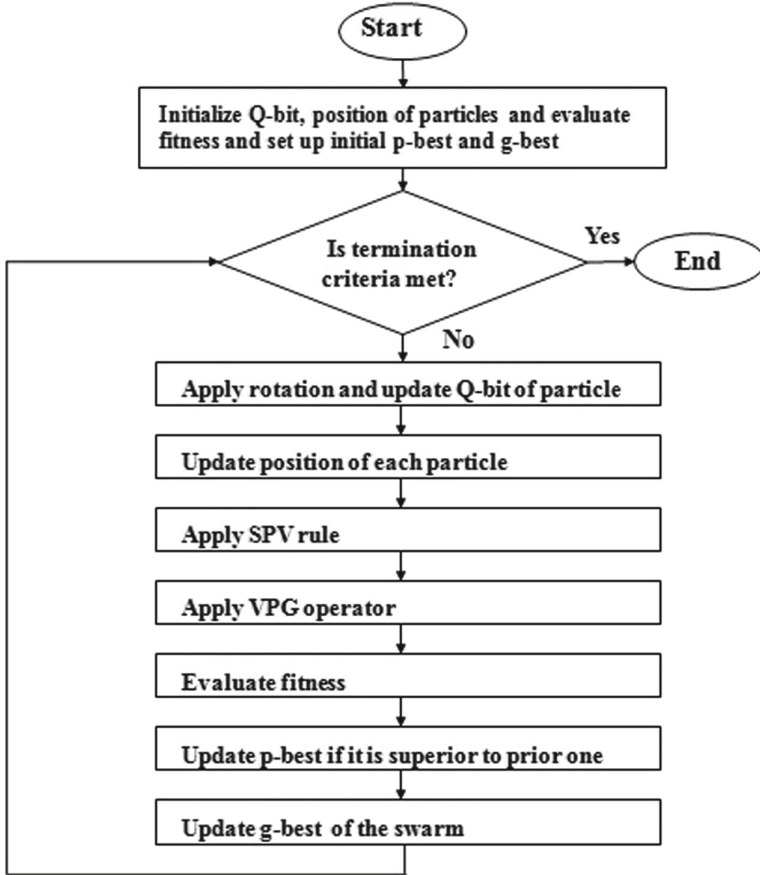 Start
Initialize Q-bit, position of particles and evaluate
fitness and set up initial p-best and g-best
Is termination
criteria met?
Yes
End
No
Apply rotation and update Q-bit of particle
Update position of each particle
Apply SPV rule
Apply VPG operator
Evaluate fitness
Update p-best if it is superior to prior one
Update g-best of the swarm